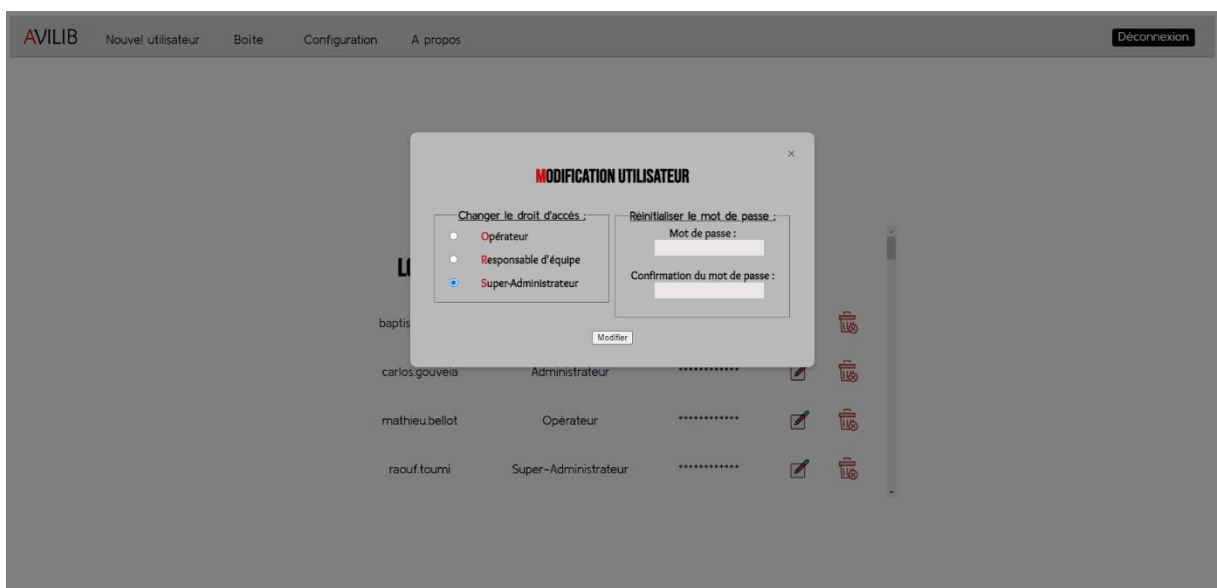 AVILIB Nouvel utilisateur Boîte Configuration A propos Déconnexion
×
MODIFICATION UTILISATEUR
Changer le droit d'accès :
Opérateur
Responsable d'équipe
Super-Administrateur
Réinitialiser le mot de passe :
Mot de passe :
Confirmation du mot de passe :
Modifier
baptis
carlos.gouveia Administrateur ************
mathieu.bellot Opérateur ************
raouf.toumi Super-Administrateur ************